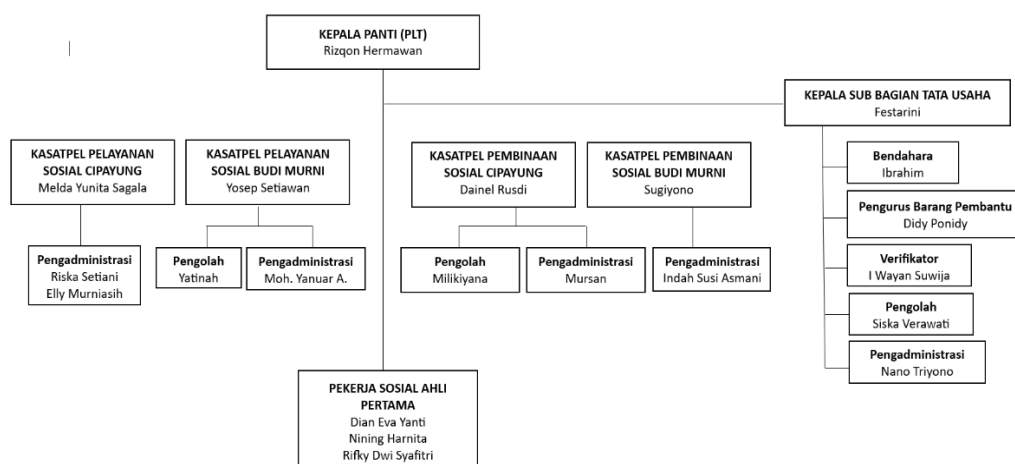 KEPALA PANTI (PLT)
Rizqon Hermawan
KEPALA SUB BAGIAN TATA USAHA
Festarini
KASATPEL PELAYANAN
SOSIAL CIPAYUNG
Melda Yunita Sagala
KASATPEL PELAYANAN
SOSIAL BUDI MURNI
Yosep Setiawan
KASATPEL PEMBINAAN
SOSIAL CIPAYUNG
Dainel Rusdi
KASATPEL PEMBINAAN
SOSIAL BUDI MURNI
Sugiyono
Bendahara
Ibrahim
Pengurus Barang Pembantu
Didy Ponidy
Verifikator
I Wayan Suwija
Pengolah
Siska Verawati
Pengadministrasi
Nano Triyono
Pengadministrasi
Riska Setiani
Elly Murniasih
Pengolah
Yatinah
Pengadministrasi
Moh. Yanuar A.
Pengolah
Milikiyana
Pengadministrasi
Mursan
Pengadministrasi
Indah Susi Asmani
PEKERJA SOSIAL AHLI
PERTAMA
Dian Eva Yanti
Nining Harnita
Rifky Dwi Syafitri